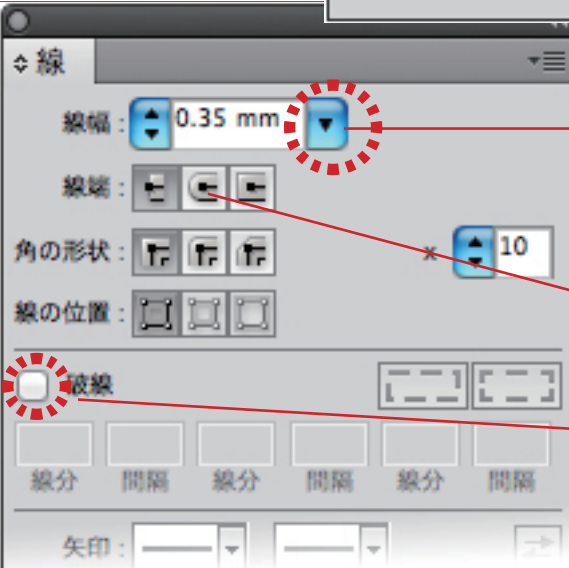 線
線幅 : 0.35 mm
線端 :
角の形状 : x 10
線の位置 :
破線
線分 間隔 線分 間隔 線分 間隔
矢印 :